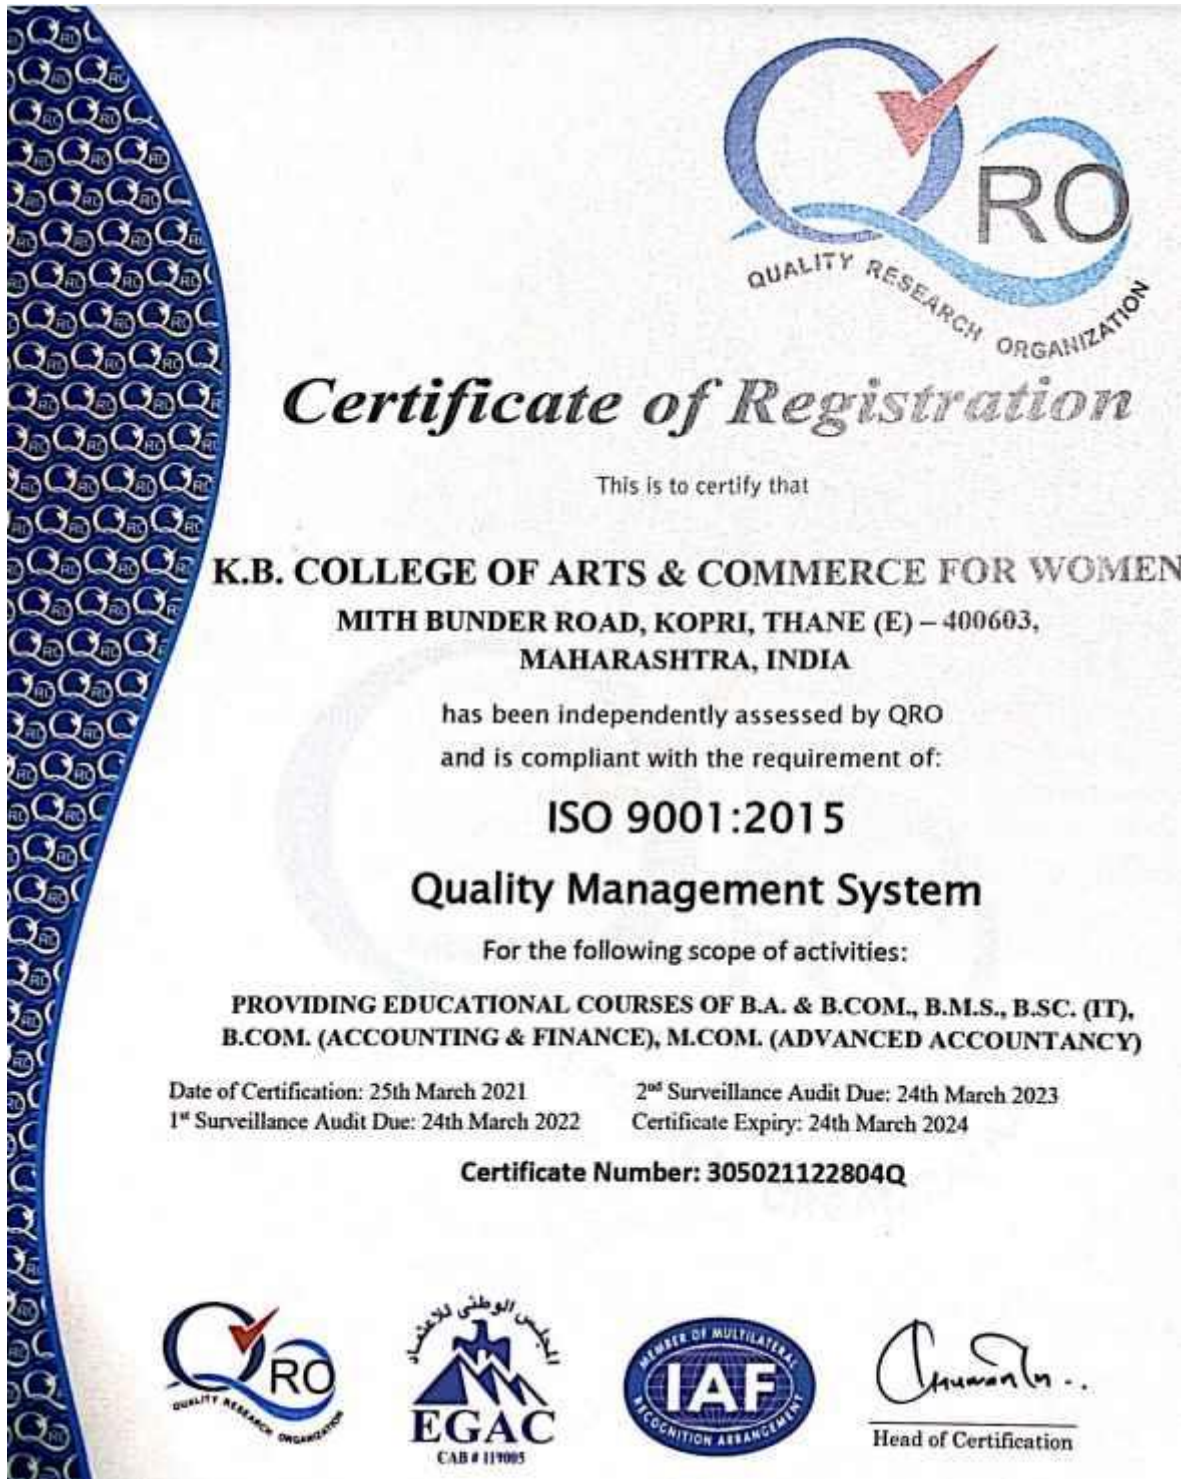 QRO
QUALITY RESEARCH ORGANIZATION
Certificate of Registration
This is to certify that
K.B. COLLEGE OF ARTS & COMMERCE FOR WOMEN
MITH BUNDER ROAD, KOPRI, THANE (E) – 400603,
MAHARASHTRA, INDIA
has been independently assessed by QRO
and is compliant with the requirement of:
ISO 9001:2015
Quality Management System
For the following scope of activities:
PROVIDING EDUCATIONAL COURSES OF B.A. & B.COM., B.M.S., B.SC. (IT),
B.COM. (ACCOUNTING & FINANCE), M.COM. (ADVANCED ACCOUNTANCY)
Date of Certification: 25th March 2021
2nd Surveillance Audit Due: 24th March 2023
1st Surveillance Audit Due: 24th March 2022
Certificate Expiry: 24th March 2024
Certificate Number: 305021122804Q
QRO
QUALITY RESEARCH ORGANIZATION
المجلس الوطني للاعتماد
EGAC
CAB # 119005
MEMBER OF MULTILATERAL
IAF
RECOGNITION ARRANGEMENT
Head of Certification